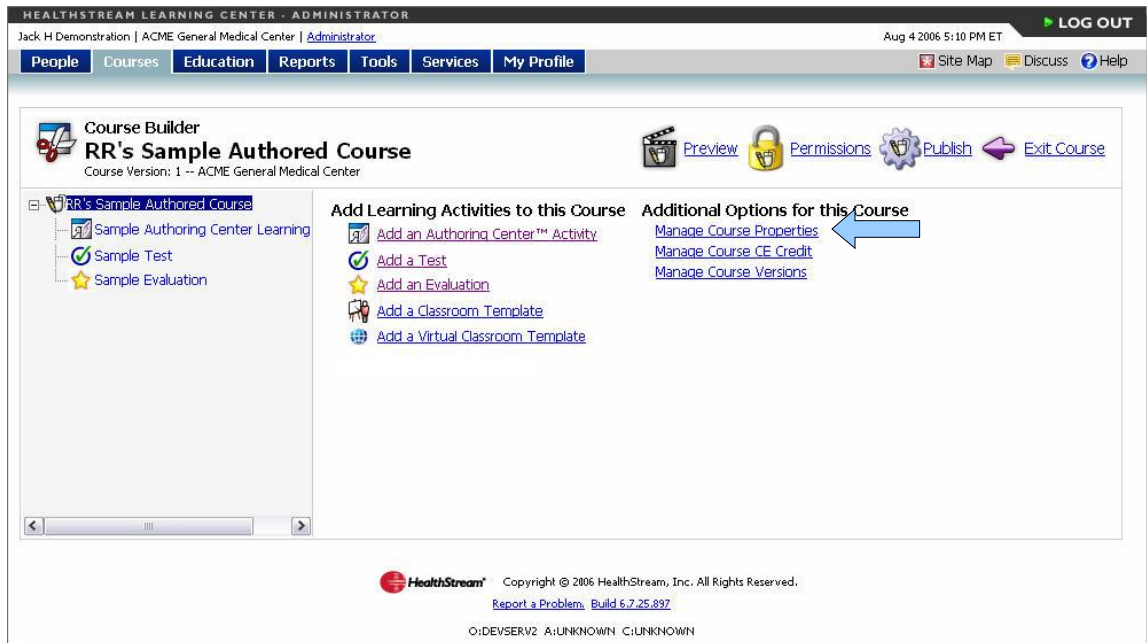 HEALTHSTREAM LEARNING CENTER - ADMINISTRATOR
LOG OUT
Jack H Demonstration | ACME General Medical Center | Administrator
Aug 4 2006 5:10 PM ET
People Courses Education Reports Tools Services My Profile
Site Map Discuss Help
Course Builder
RR's Sample Authored Course
Course Version: 1 -- ACME General Medical Center
Preview Permissions Publish Exit Course
RR's Sample Authored Course
Sample Authoring Center Learning
Sample Test
Sample Evaluation
Add Learning Activities to this Course
Add an Authoring Center™ Activity
Add a Test
Add an Evaluation
Add a Classroom Template
Add a Virtual Classroom Template
Additional Options for this Course
Manage Course Properties
Manage Course CE Credit
Manage Course Versions
HealthStream Copyright © 2006 HealthStream, Inc. All Rights Reserved.
Report a Problem. Build 6.7.25.897
O:DEVSERV2 A:UNKNOWN C:UNKNOWN